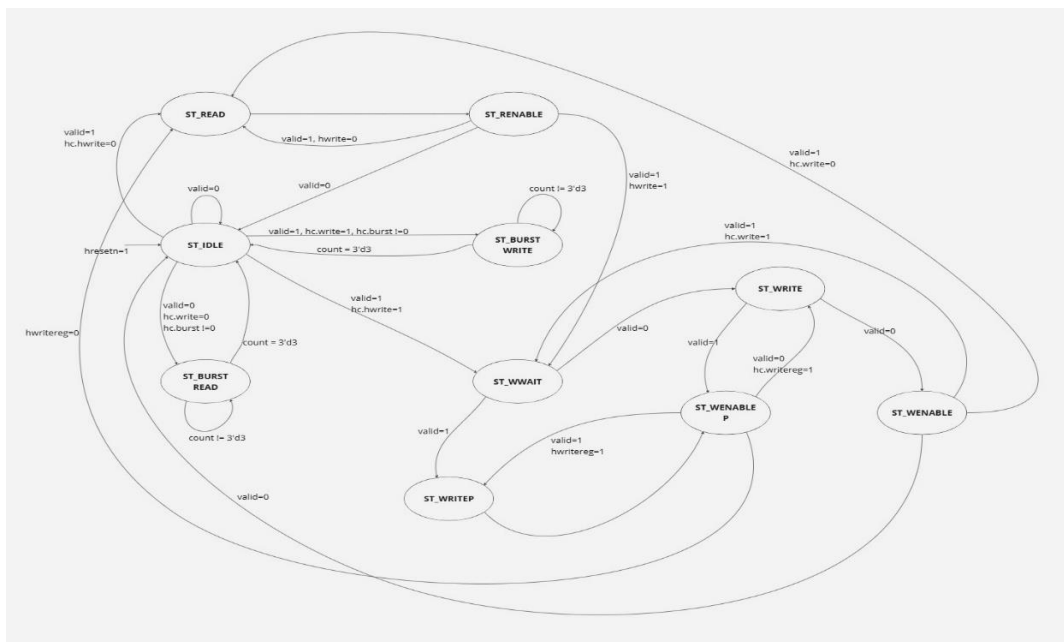 ST_READ
ST_RENABLE
valid=1
hc.hwrite=0
valid=1, hwrite=0
valid=1
hc.write=0
valid=0
valid=0
valid=1
hwrite=1
count != 3'd3
valid=1, hc.write=1, hc.burst !=0
ST_IDLE
ST_BURST
WRITE
hresetn=1
count = 3'd3
valid=1
hc.write=1
ST_WRITE
valid=1
hc.hwrite=1
valid=0
hc.write=0
hc.burst !=0
hwritereg=0
count = 3'd3
valid=0
valid=0
valid=1
valid=0
hc.writereg=1
ST_BURST
READ
ST_WWAIT
ST_WENABLE
P
ST_WENABLE
count != 3'd3
valid=1
valid=1
hwritereg=1
ST_WRITEP
valid=0